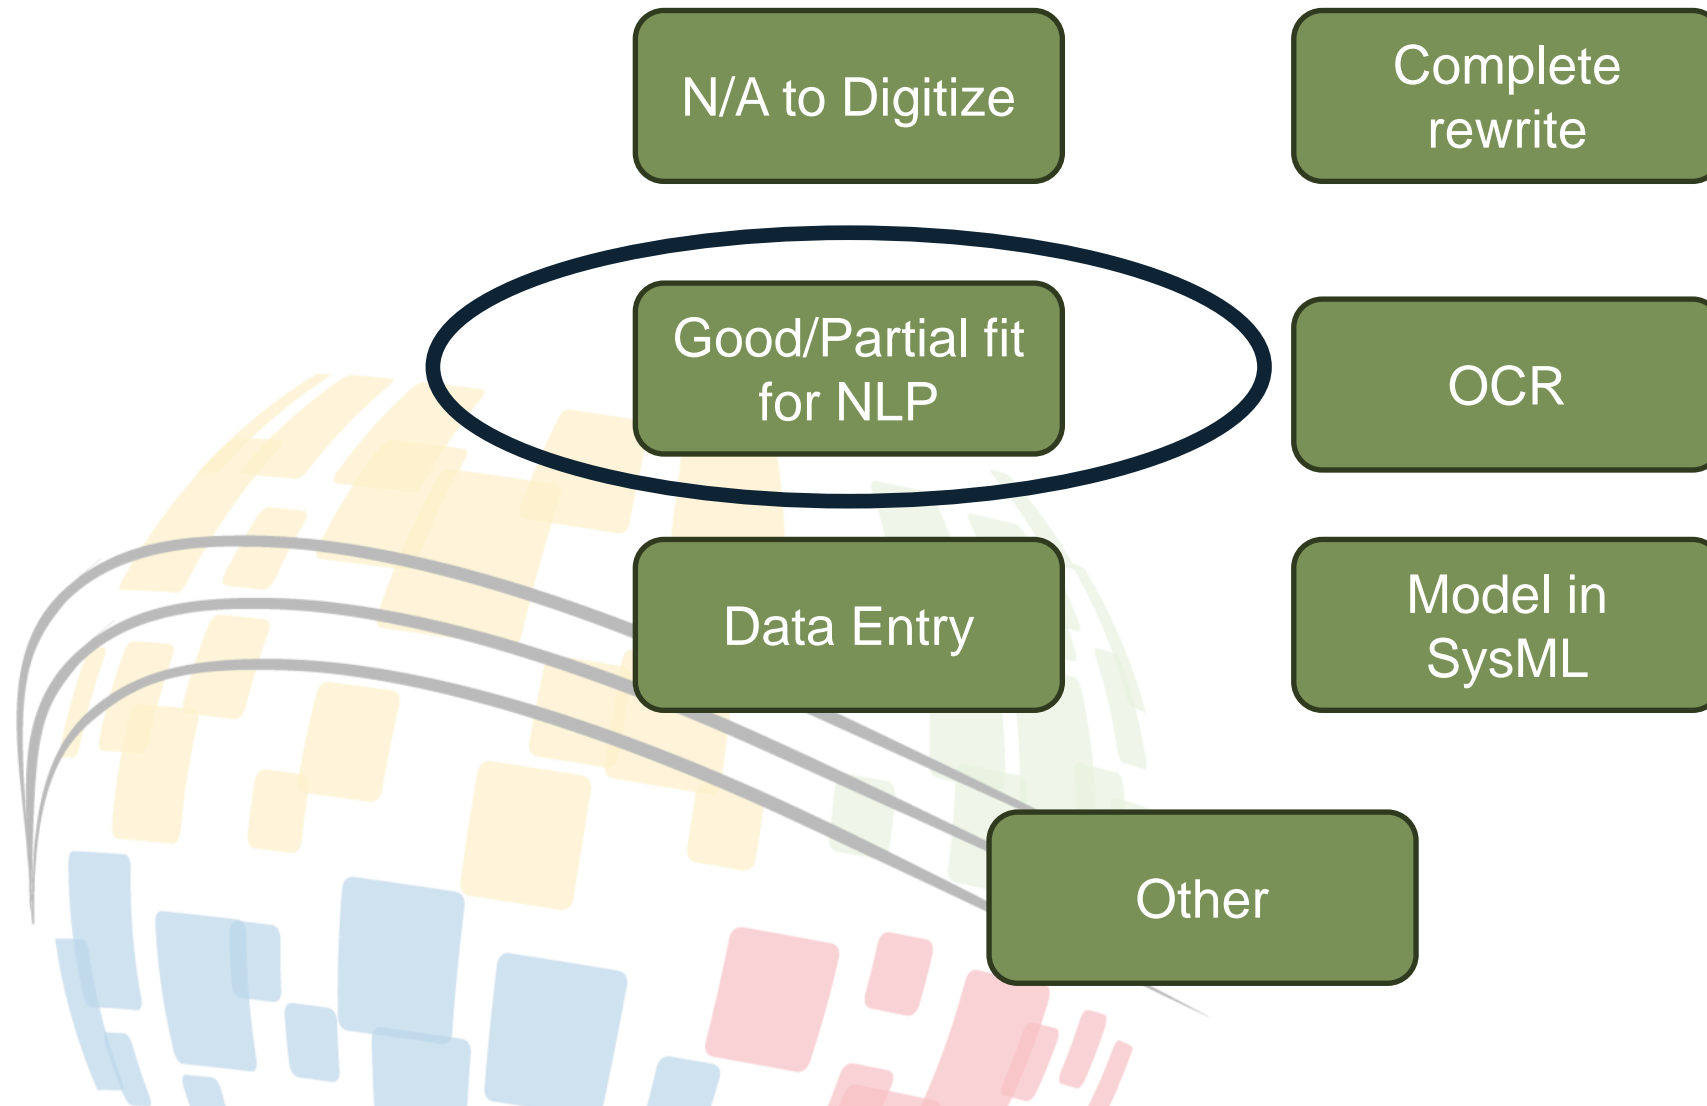 N/A to Digitize
Complete
rewrite
Good/Partial fit
for NLP
OCR
Data Entry
Model in
SysML
Other